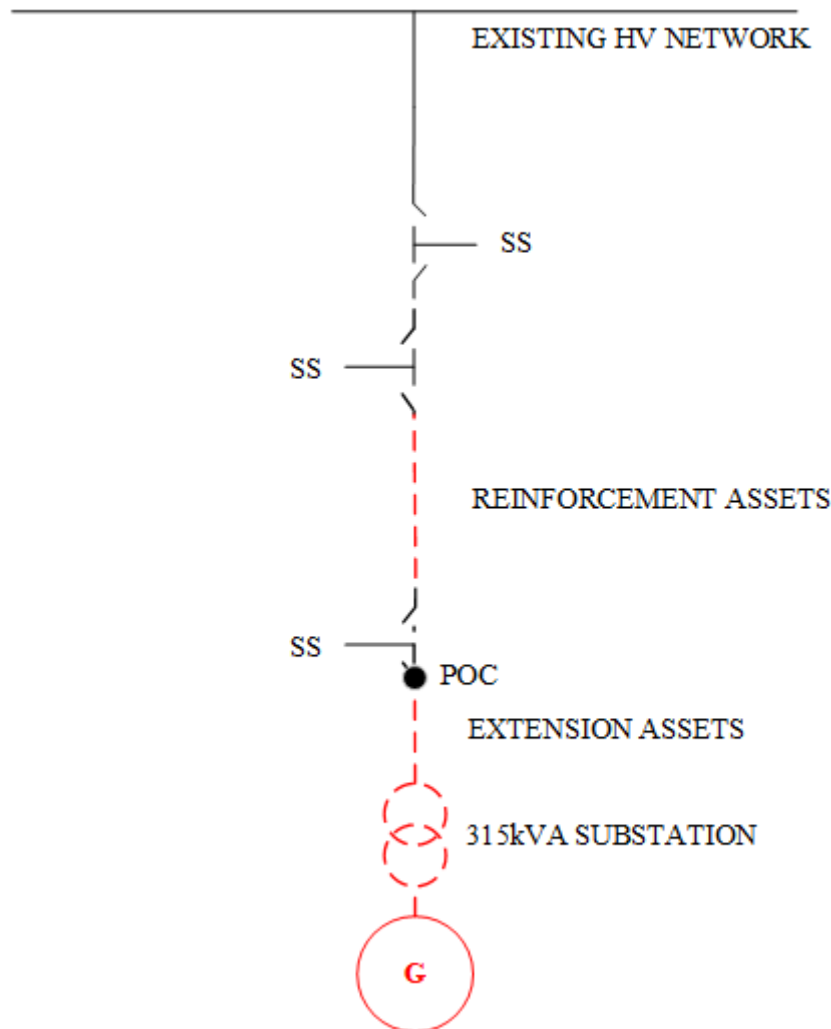 EXISTING HV NETWORK
SS
SS
REINFORCEMENT ASSETS
SS
POC
EXTENSION ASSETS
315kVA SUBSTATION
G